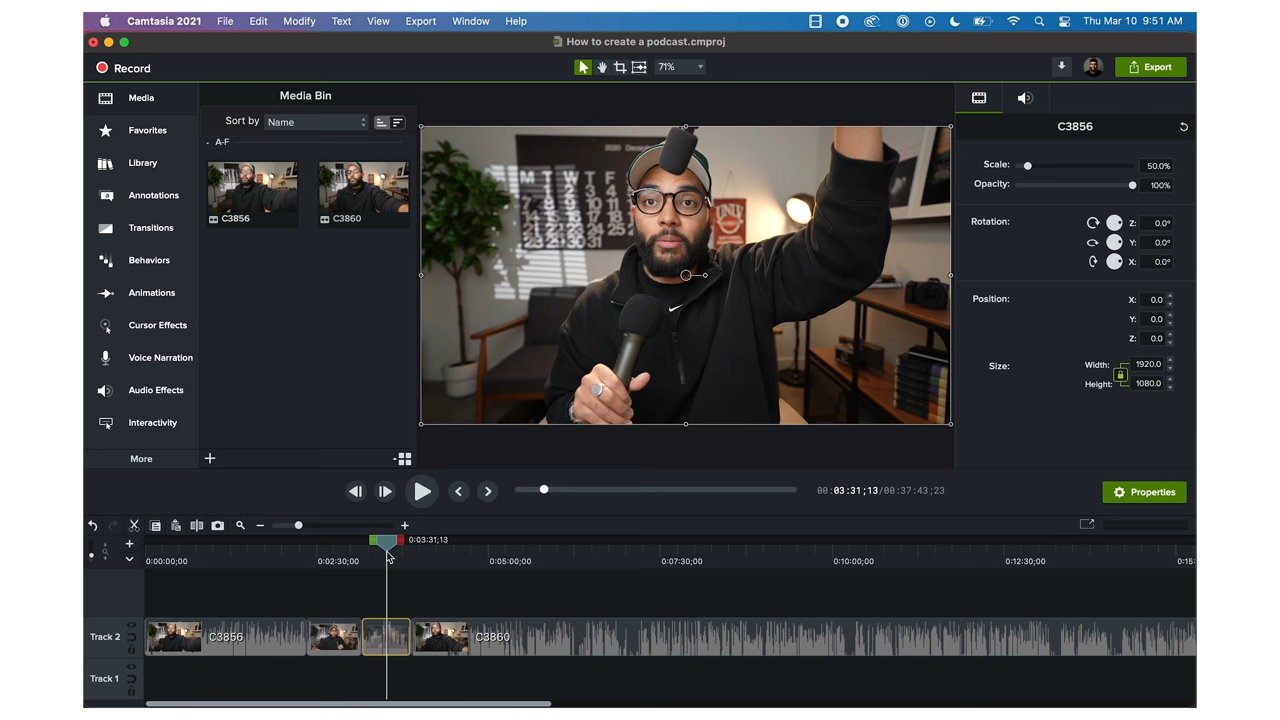 Camtasia 2021 File Edit Modify Text View Export Window Help Thu Mar 10 9:51 AM
How to create a podcast.cmproj
Record 71% Export
Media
Favorites
Library
Annotations
Transitions
Behaviors
Animations
Cursor Effects
Voice Narration
Audio Effects
Interactivity
More
Media Bin
Sort by Name
A-F
C3856 C3860
2020 December
M T W T F
C3856
Scale: 50.0%
Opacity: 100%
Rotation: Z: 0.0°
Y: 0.0°
X: 0.0°
Position: X: 0.0
Y: 0.0
Z: 0.0
Size: Width: 1920.0
Height: 1080.0
00:03:31;13/00:37:43;23
Properties
0:03:31;13
0:00:00;00 0:02:30;00 0:05:00;00 0:07:30;00 0:10:00;00 0:12:30;00 0:15:
Track 2 C3856 C3860
Track 1